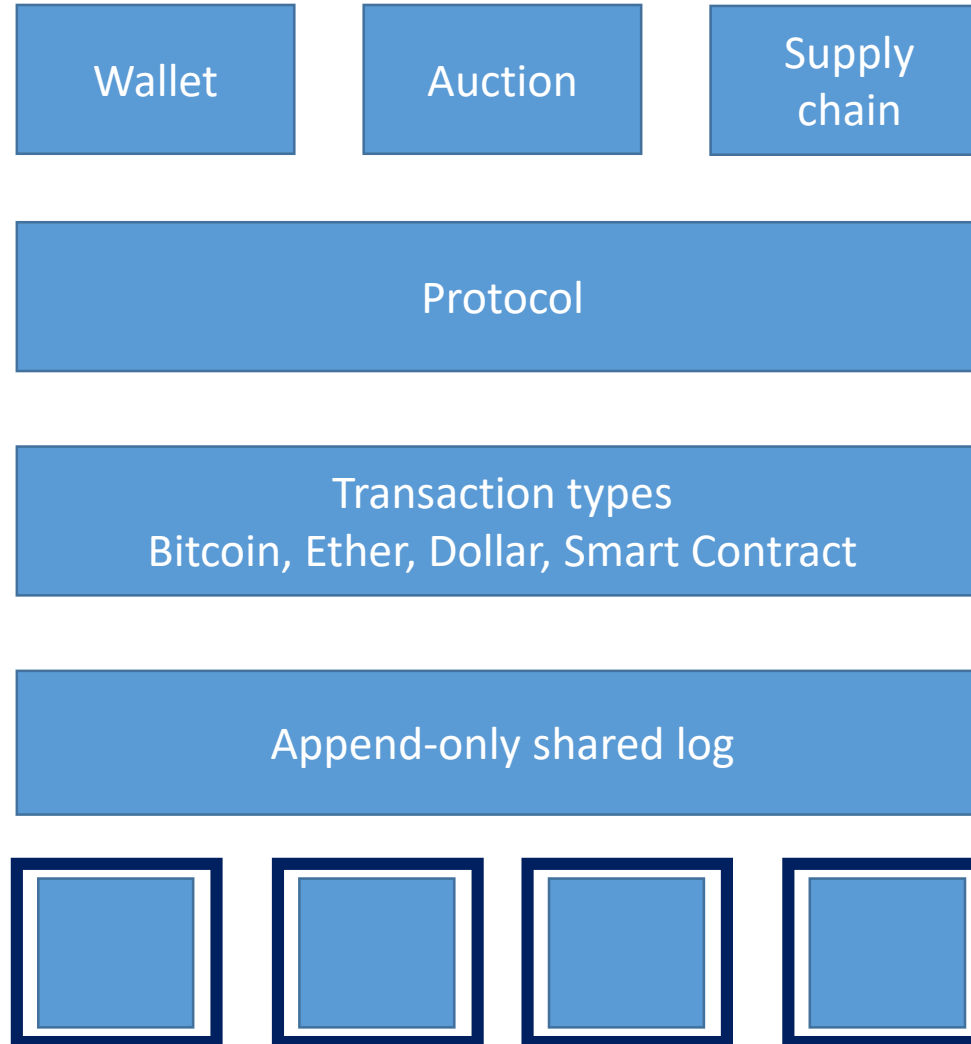 Wallet
Auction
Supply
chain
Protocol
Transaction types
Bitcoin, Ether, Dollar, Smart Contract
Append-only shared log